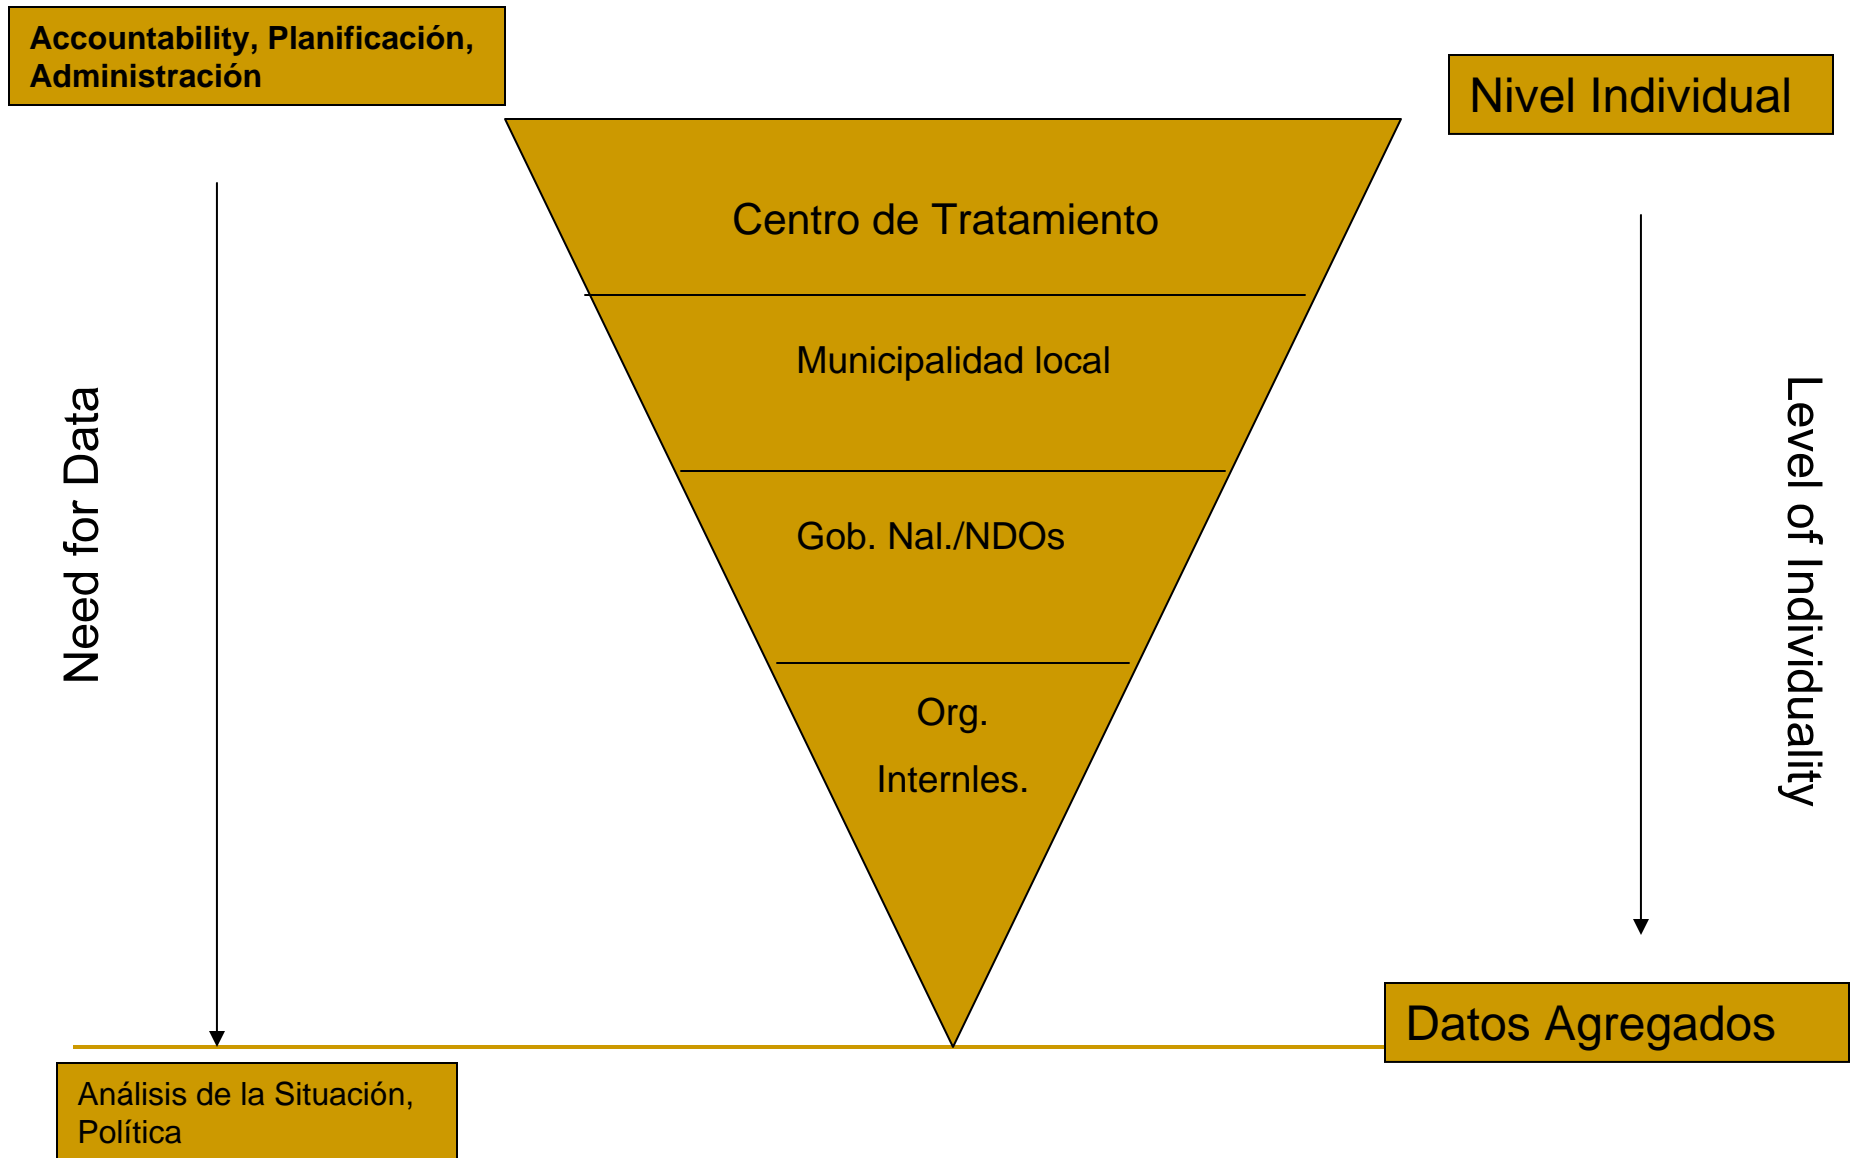 Accountability, Planificación,
Administración
Nivel Individual
Centro de Tratamiento
Municipalidad local
Gob. Nal./NDOs
Org.
Internles.
Need for Data
Level of Individuality
Datos Agregados
Análisis de la Situación,
Política